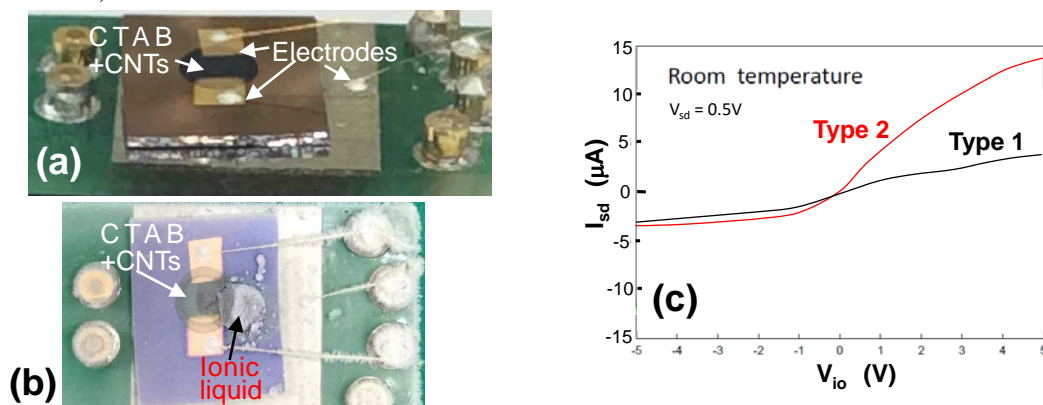 C T A B
+CNTs
Electrodes
(a)
C T A B
+CNTs
Ionic
liquid
(b)
Room temperature
Vsd = 0.5V
Type 2
Type 1
Isd (μA)
15
10
5
0
-5
-10
-15
-5
-4
-3
-2
-1
0
1
2
3
4
5
Vio (V)
(c)